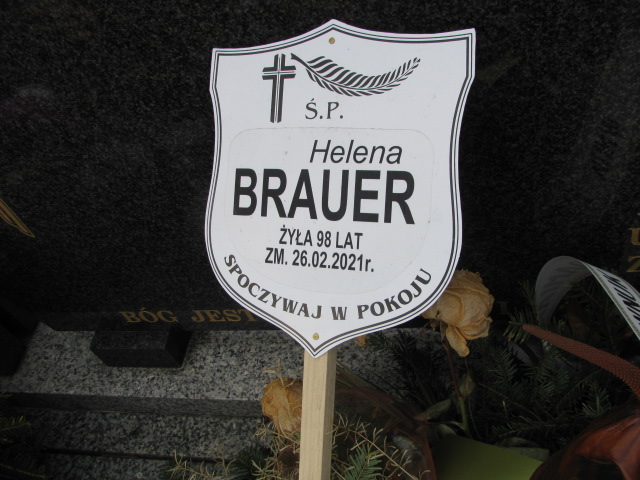 Ś.P.
Helena
BRAUER
ŻYŁA 98 LAT
ZM. 26.02.2021r.
SPOCZYWAJ W POKOJU
BÓG JEST